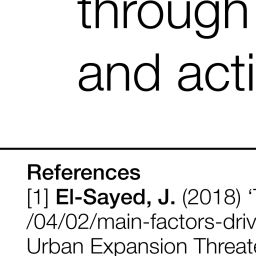 through
and acti
References
[1] El-Sayed, J. (2018) ‘T
/04/02/main-factors-driv
Urban Expansion Threate